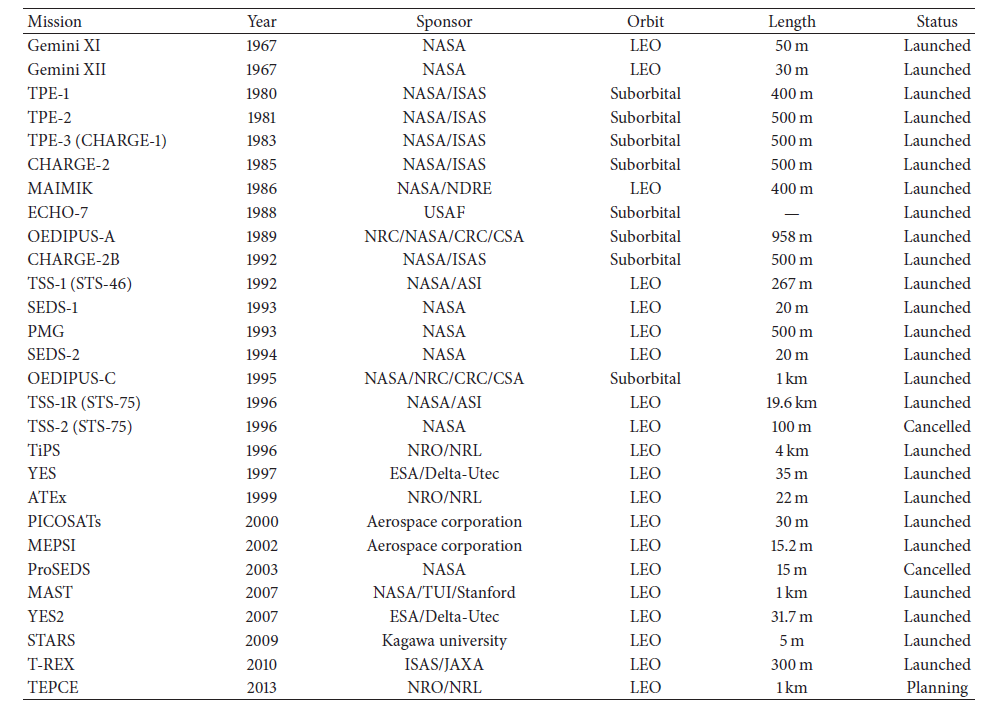 Mission Year Sponsor Orbit Length Status
Gemini XI 1967 NASA LEO 50 m Launched
Gemini XII 1967 NASA LEO 30 m Launched
TPE-1 1980 NASA/ISAS Suborbital 400 m Launched
TPE-2 1981 NASA/ISAS Suborbital 500 m Launched
TPE-3 (CHARGE-1) 1983 NASA/ISAS Suborbital 500 m Launched
CHARGE-2 1985 NASA/ISAS Suborbital 500 m Launched
MAIMIK 1986 NASA/NDRE LEO 400 m Launched
ECHO-7 1988 USAF Suborbital — Launched
OEDIPUS-A 1989 NRC/NASA/CRC/CSA Suborbital 958 m Launched
CHARGE-2B 1992 NASA/ISAS Suborbital 500 m Launched
TSS-1 (STS-46) 1992 NASA/ASI LEO 267 m Launched
SEDS-1 1993 NASA LEO 20 m Launched
PMG 1993 NASA LEO 500 m Launched
SEDS-2 1994 NASA LEO 20 m Launched
OEDIPUS-C 1995 NASA/NRC/CRC/CSA Suborbital 1 km Launched
TSS-1R (STS-75) 1996 NASA/ASI LEO 19.6 km Launched
TSS-2 (STS-75) 1996 NASA LEO 100 m Cancelled
TiPS 1996 NRO/NRL LEO 4 km Launched
YES 1997 ESA/Delta-Utec LEO 35 m Launched
ATEx 1999 NRO/NRL LEO 22 m Launched
PICOSATs 2000 Aerospace corporation LEO 30 m Launched
MEPSI 2002 Aerospace corporation LEO 15.2 m Launched
ProSEDS 2003 NASA LEO 15 m Cancelled
MAST 2007 NASA/TUI/Stanford LEO 1 km Launched
YES2 2007 ESA/Delta-Utec LEO 31.7 m Launched
STARS 2009 Kagawa university LEO 5 m Launched
T-REX 2010 ISAS/JAXA LEO 300 m Launched
TEPCE 2013 NRO/NRL LEO 1 km Planning